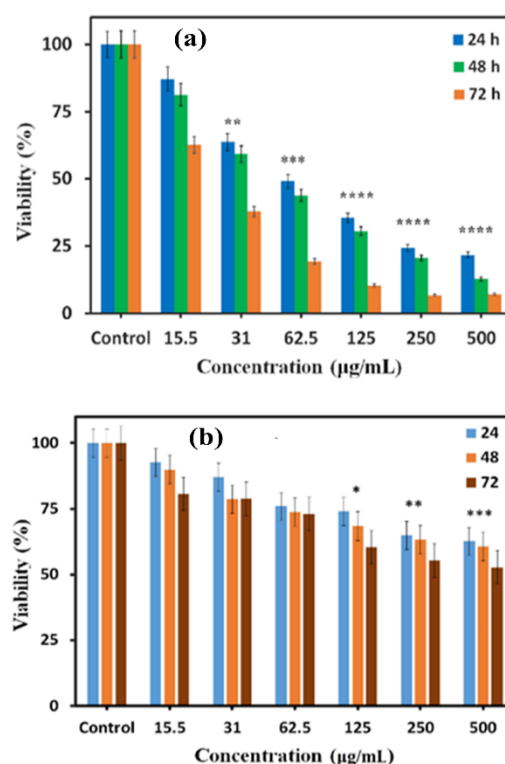 (a)
24 h
48 h
72 h
Viability (%)
100
75
50
25
0
**
***
****
****
****
Control 15.5 31 62.5 125 250 500
Concentration (µg/mL)
(b)
24
48
72
Viability (%)
100
75
50
25
0
*
**
***
Control 15.5 31 62.5 125 250 500
Concentration (µg/mL)